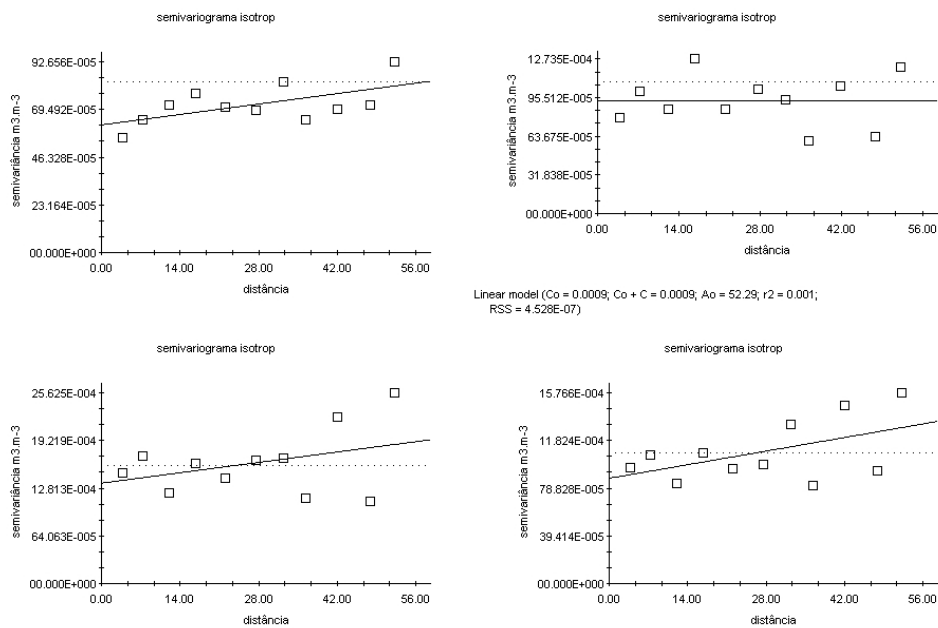 semivariograma isotrop
semivariância m3.m-3
92.656E-005
69.492E-005
46.328E-005
23.164E-005
00.000E+000
0.00 14.00 28.00 42.00 56.00
distância
semivariograma isotrop
semivariância m3.m-3
12.735E-004
95.512E-005
63.675E-005
31.838E-005
00.000E+000
0.00 14.00 28.00 42.00 56.00
distância
Linear model (Co = 0.0009; Co + C = 0.0009; Ao = 52.29; r2 = 0.001;
RSS = 4.528E-07)
semivariograma isotrop
semivariância m3.m-3
25.625E-004
19.219E-004
12.813E-004
64.063E-005
00.000E+000
0.00 14.00 28.00 42.00 56.00
distância
semivariograma isotrop
semivariância m3.m-3
15.766E-004
11.824E-004
78.828E-005
39.414E-005
00.000E+000
0.00 14.00 28.00 42.00 56.00
distância